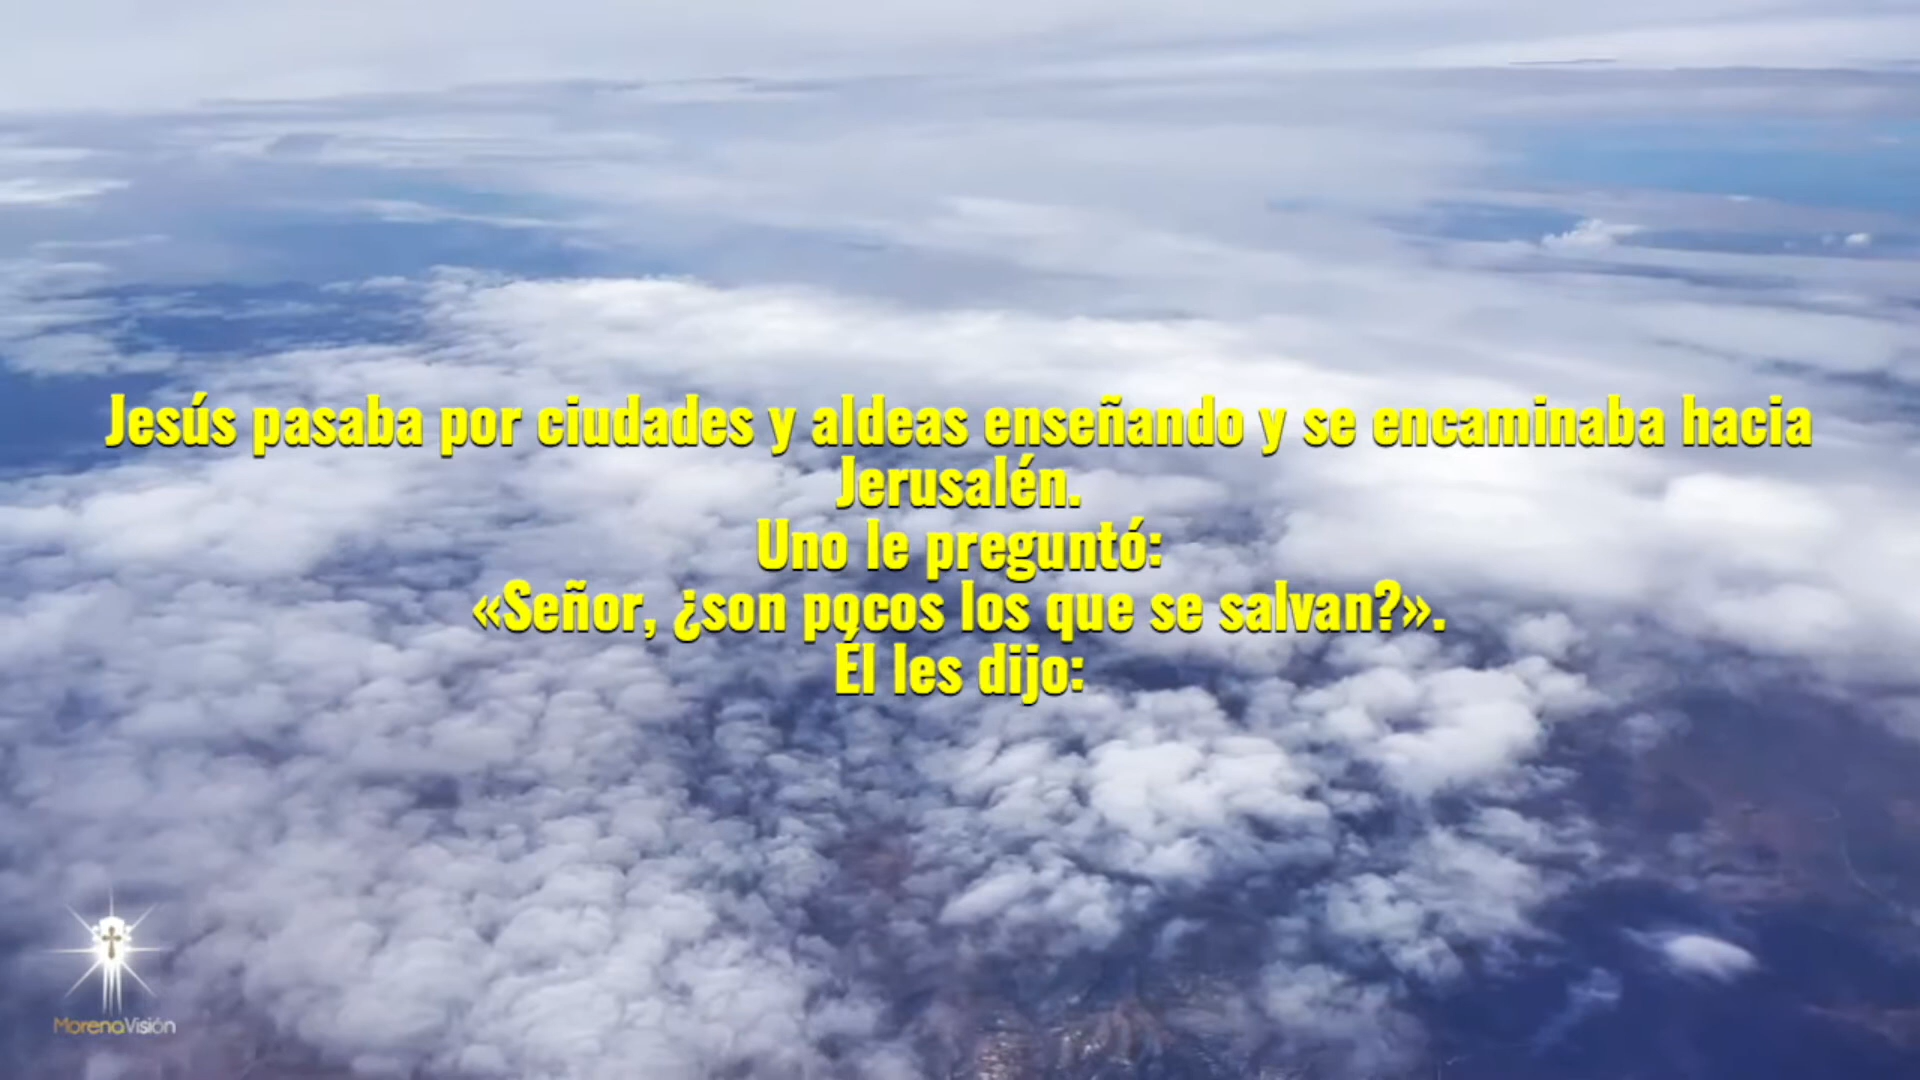 Jesús pasaba por ciudades y aldeas enseñando y se encaminaba hacia
Jerusalén.
Uno le preguntó:
«Señor, ¿son pocos los que se salvan?».
Él les dijo:
MorenaVisión